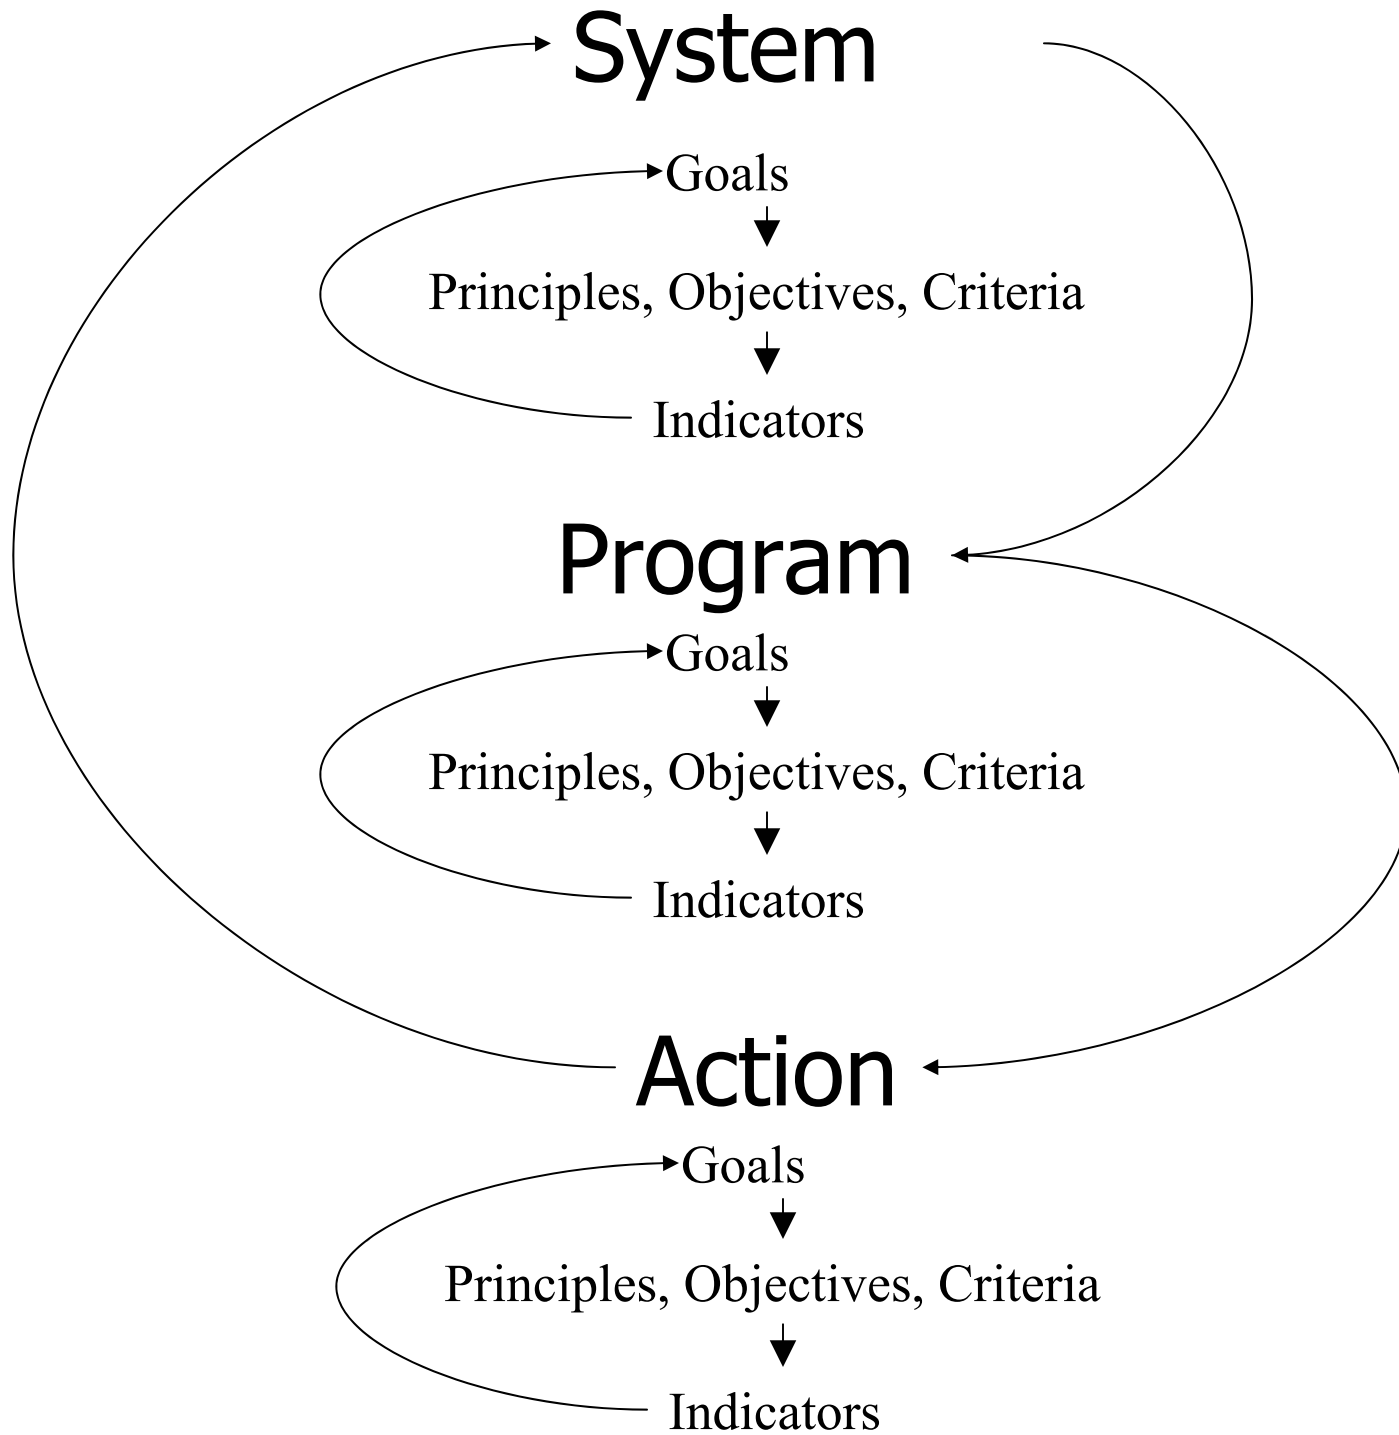 System
Goals
Principles, Objectives, Criteria
Indicators
Program
Goals
Principles, Objectives, Criteria
Indicators
Action
Goals
Principles, Objectives, Criteria
Indicators